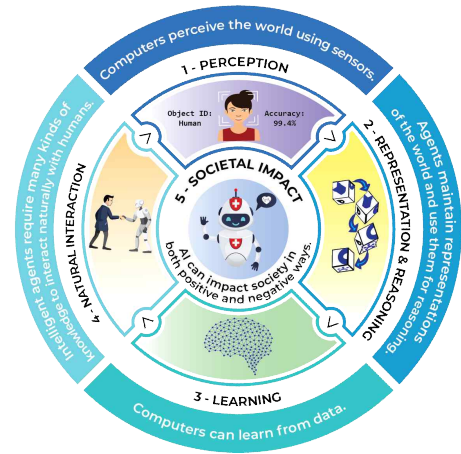 Computers perceive the world using sensors.
1 - PERCEPTION
Object ID:
Human
Accuracy:
99.4%
2 - REPRESENTATION & REASONING
Agents maintain representations
of the world and use them for reasoning.
3 - LEARNING
Computers can learn from data.
4 - NATURAL INTERACTION
Intelligent agents require many kinds of
knowledge to interact naturally with humans.
5 - SOCIETAL IMPACT
AI can impact society in
both positive and negative ways.